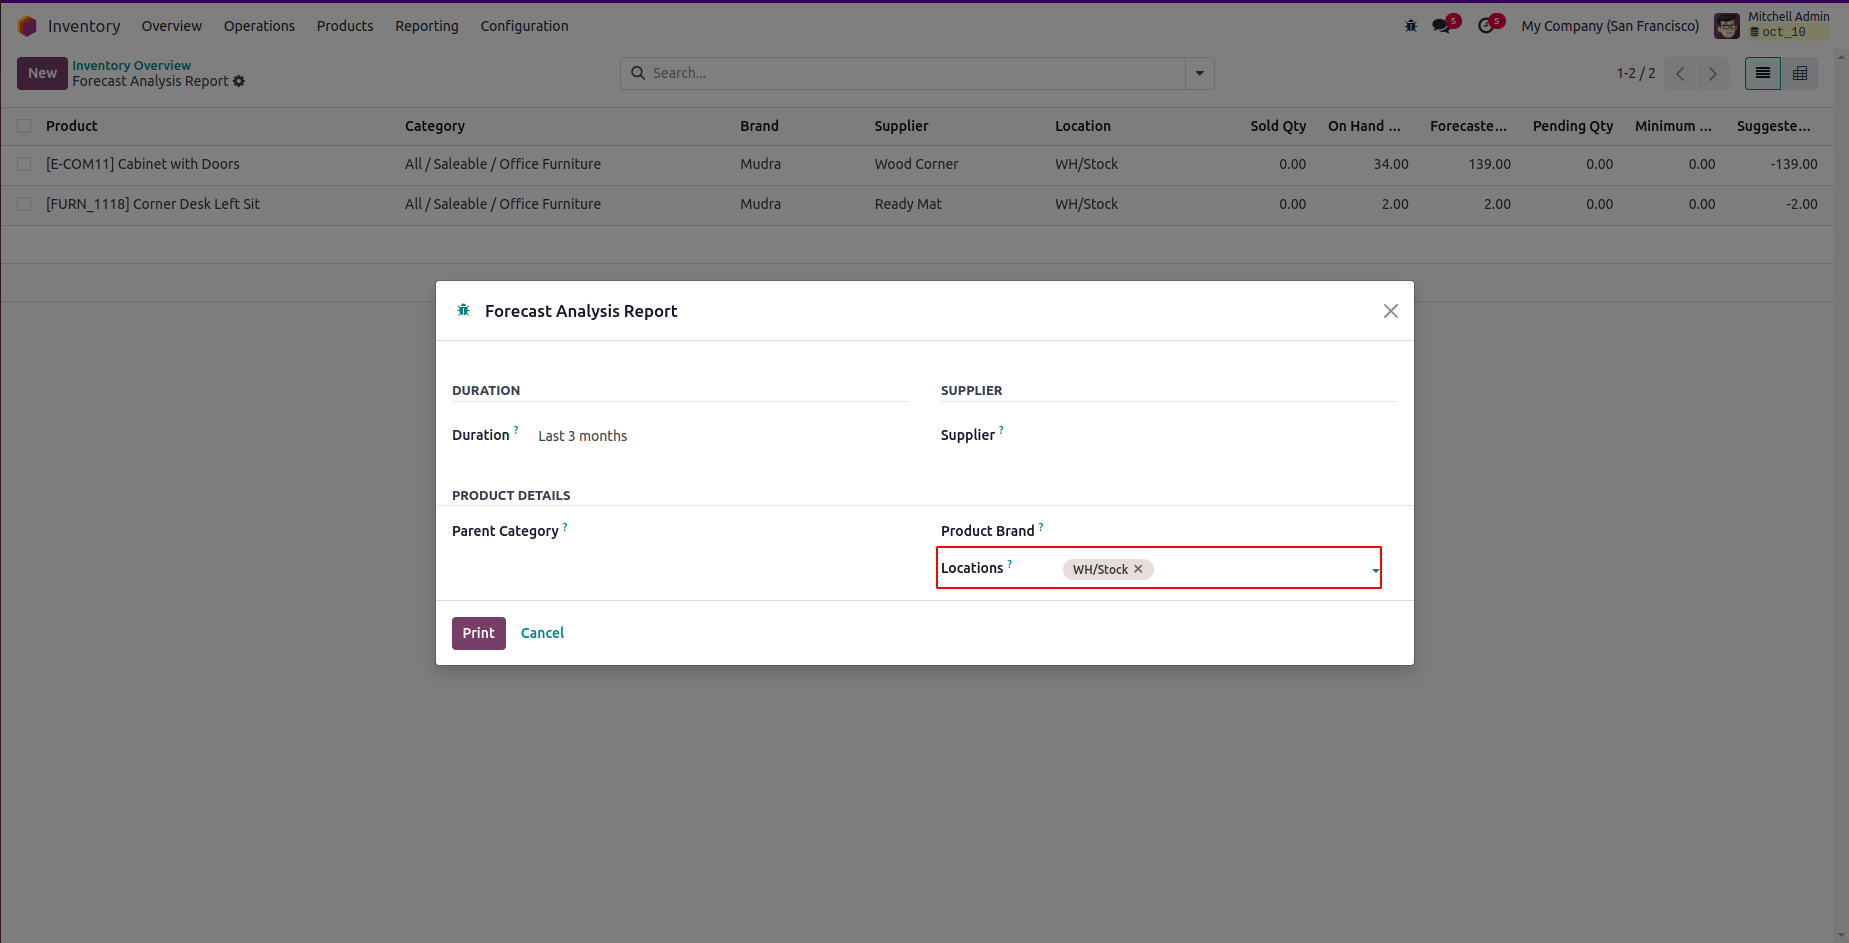 Inventory Overview Operations Products Reporting Configuration 5 5 My Company (San Francisco) Mitchell Admin
oct_10
New Inventory Overview
Forecast Analysis Report Search... 1-2 / 2
Product Category Brand Supplier Location Sold Qty On Hand ... Forecaste... Pending Qty Minimum ... Suggeste...
[E-COM11] Cabinet with Doors All / Saleable / Office Furniture Mudra Wood Corner WH/Stock 0.00 34.00 139.00 0.00 0.00 -139.00
[FURN_1118] Corner Desk Left Sit All / Saleable / Office Furniture Mudra Ready Mat WH/Stock 0.00 2.00 2.00 0.00 0.00 -2.00
Forecast Analysis Report
DURATION SUPPLIER
Duration ? Last 3 months Supplier ?
PRODUCT DETAILS
Parent Category ? Product Brand ?
Locations ? WH/Stock
Print Cancel